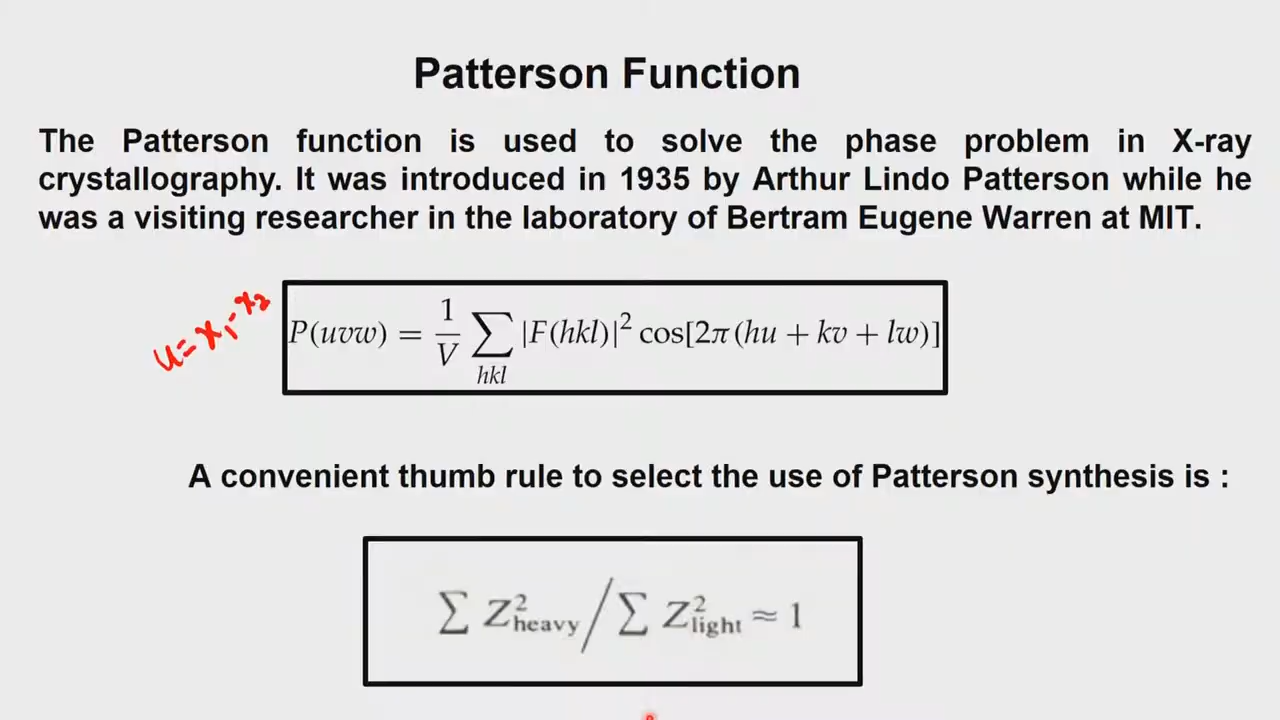 Patterson Function
The Patterson function is used to solve the phase problem in X-ray
crystallography. It was introduced in 1935 by Arthur Lindo Patterson while he
was a visiting researcher in the laboratory of Bertram Eugene Warren at MIT.
u = x₁ - x₂
P(uvw) = 1/V ∑hkl |F(hkl)|² cos[2π(hu + kv + lw)]
A convenient thumb rule to select the use of Patterson synthesis is :
∑ Z²heavy / ∑ Z²light ≈ 1